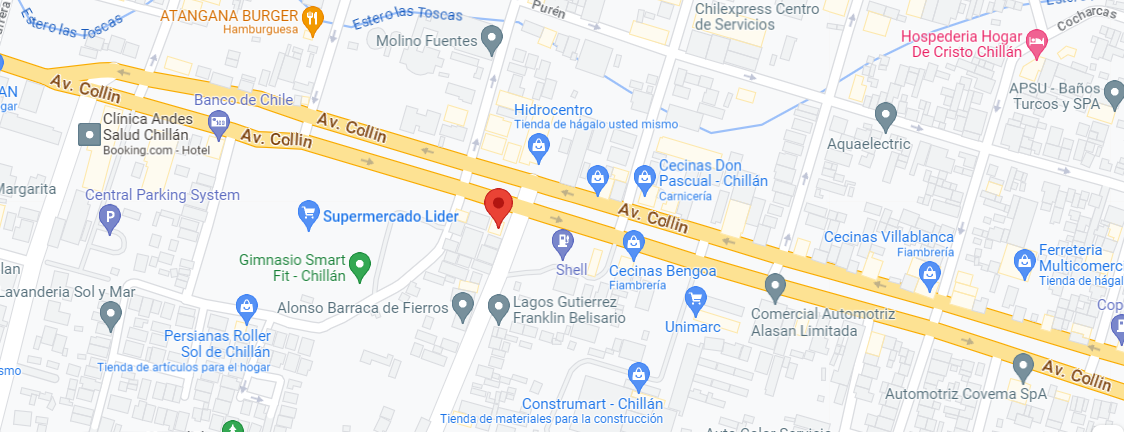 Estero las Toscas
ATANGANA BURGER
Hamburguesa
Estero las Toscas
Purén
Molino Fuentes
Chilexpress Centro
de Servicios
Cocharcas
Hospederia Hogar
De Cristo Chillán
Av. Collin
AN
gar
Banco de Chile
Clínica Andes
Salud Chillán
Booking.com - Hotel
Av. Collin
Av. Collin
Hidrocentro
Tienda de hágalo usted mismo
APSU - Baños
Turcos y SPA
Aquaelectric
Margarita
Central Parking System
P
Cecinas Don
Pascual - Chillán
Carnicería
Supermercado Lider
Av. Collin
Gimnasio Smart
Fit - Chillán
Shell
Cecinas Bengoa
Fiambrería
Cecinas Villablanca
Fiambrería
Ferreteria
Multicomerc
Tienda de hágal
lan
Lavanderia Sol y Mar
Alonso Barraca de Fierros
Lagos Gutierrez
Franklin Belisario
Unimarc
Comercial Automotriz
Alasan Limitada
Cop
Persianas Roller
Sol de Chillán
Tienda de artículos para el hogar
smo
Av. Collin
Automotriz Covema SpA
Construmart - Chillán
Tienda de materiales para la construcción